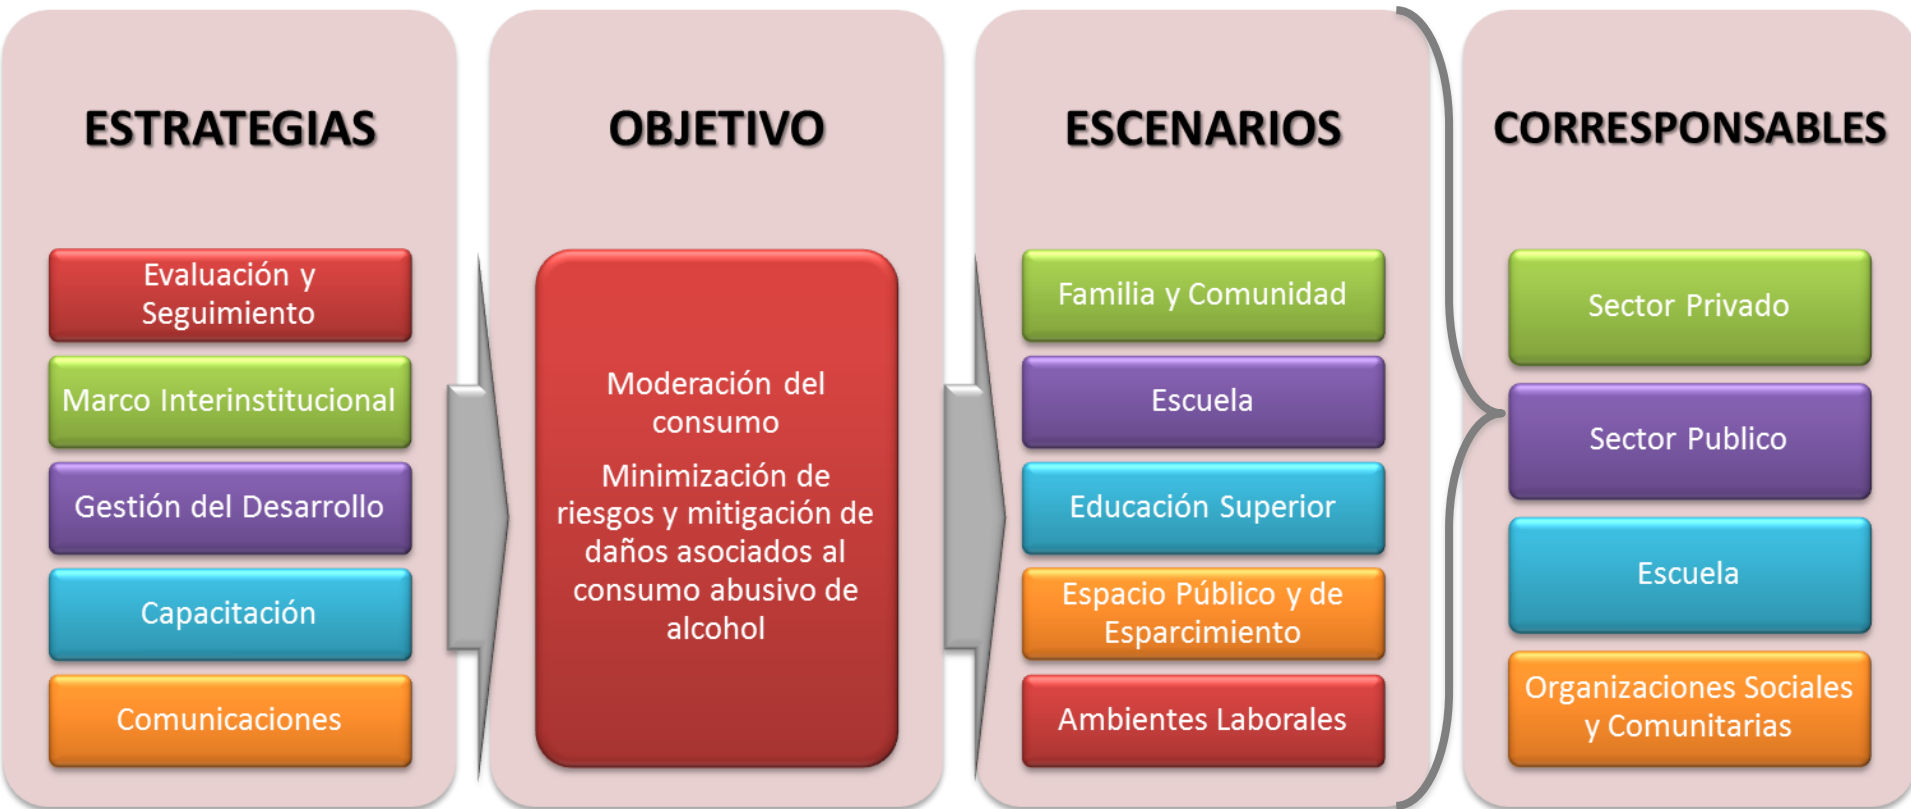 ESTRATEGIAS
Evaluación y
Seguimiento
Marco Interinstitucional
Gestión del Desarrollo
Capacitación
Comunicaciones
OBJETIVO
Moderación del
consumo
Minimización de
riesgos y mitigación de
daños asociados al
consumo abusivo de
alcohol
ESCENARIOS
Familia y Comunidad
Escuela
Educación Superior
Espacio Público y de
Esparcimiento
Ambientes Laborales
CORRESPONSABLES
Sector Privado
Sector Publico
Escuela
Organizaciones Sociales
y Comunitarias